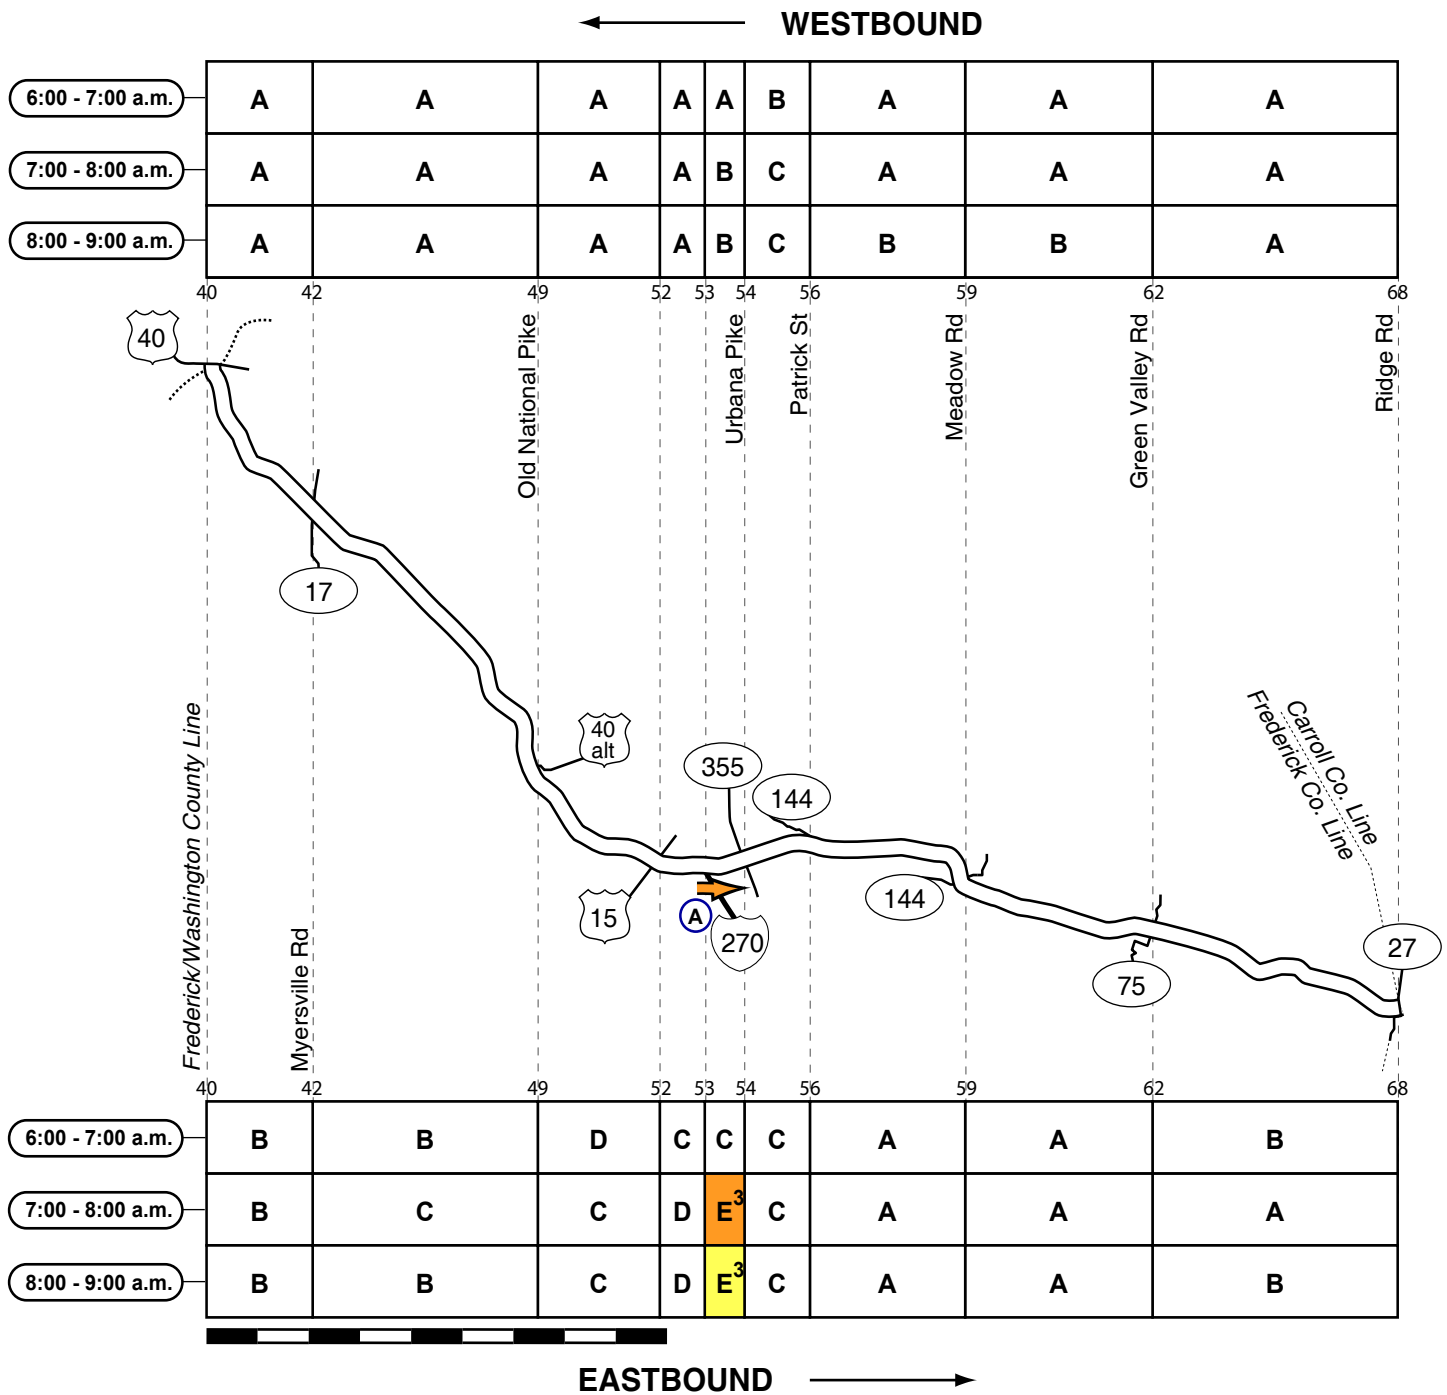 WESTBOUND
6:00 - 7:00 a.m. A A A A A B A A A
7:00 - 8:00 a.m. A A A A B C A A A
8:00 - 9:00 a.m. A A A A B C B B A
40 42 49 52 53 54 56 59 62 68
Old National Pike
Urbana Pike
Patrick St
Meadow Rd
Green Valley Rd
Ridge Rd
40
17
Frederick/Washington County Line
Myersville Rd
40
alt
355
144
15
A
270
144
75
Carroll Co. Line
Frederick Co. Line
27
40 42 49 52 53 54 56 59 62 68
6:00 - 7:00 a.m. B B D C C C A A B
7:00 - 8:00 a.m. B C C D E3 C A A A
8:00 - 9:00 a.m. B B C D E3 C A A B
EASTBOUND